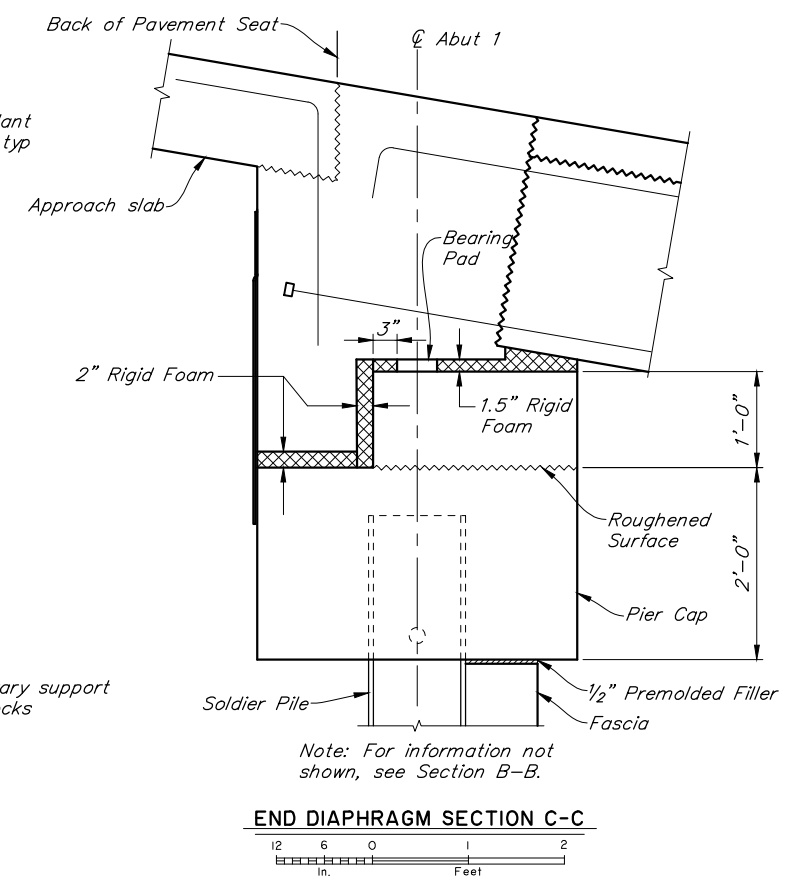 Back of Pavement Seat
℄ Abut 1
typ
Approach slab
Bearing
Pad
3"
2" Rigid Foam
1.5" Rigid
Foam
1'-0"
Roughened
Surface
2'-0"
Pier Cap
ary support
Soldier Pile
1/2" Premolded Filler
Fascia
Note: For information not
shown, see Section B-B.
END DIAPHRAGM SECTION C-C
12 6 0 1 2
In. Feet